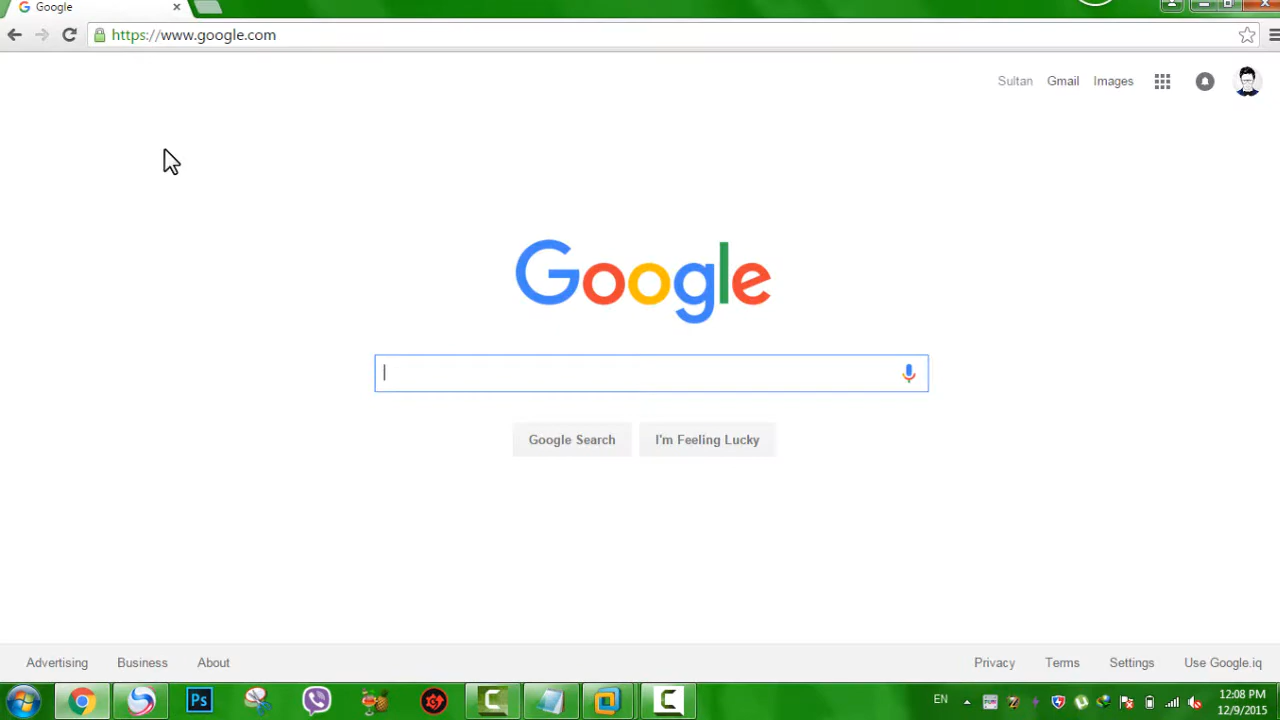 Google
https://www.google.com
Sultan Gmail Images
Google
Google Search I'm Feeling Lucky
Advertising Business About Privacy Terms Settings Use Google.iq
Ps
EN
12:08 PM
12/9/2015